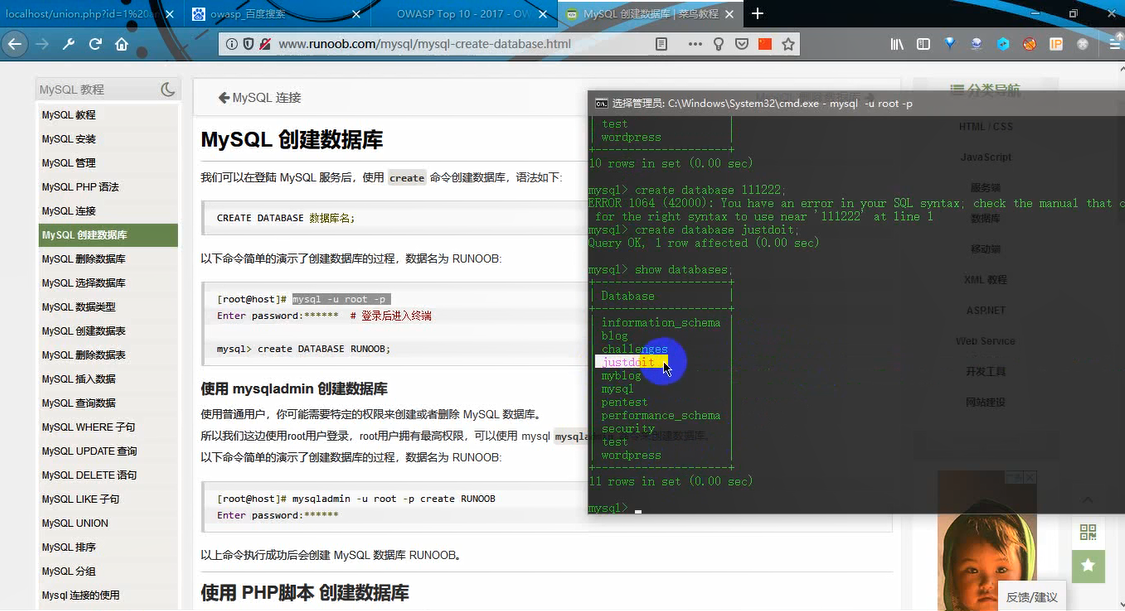 localhost/union.php?id=1%20
owasp_百度搜索
OWASP Top 10 - 2017 - OW
MySQL 创建数据库 | 菜鸟教程
www.runoob.com/mysql/mysql-create-database.html
IP
MySQL 教程
MySQL 教程
MySQL 安装
MySQL 管理
MySQL PHP 语法
MySQL 连接
MySQL 创建数据库
MySQL 删除数据库
MySQL 选择数据库
MySQL 数据类型
MySQL 创建数据表
MySQL 删除数据表
MySQL 插入数据
MySQL 查询数据
MySQL WHERE 子句
MySQL UPDATE 查询
MySQL DELETE 语句
MySQL LIKE 子句
MySQL UNION
MySQL 排序
MySQL 分组
Mysql 连接的使用
MySQL 连接
MySQL 创建数据库
我们可以在登陆 MySQL 服务后，使用 create 命令创建数据库，语法如下:
CREATE DATABASE 数据库名;
以下命令简单的演示了创建数据库的过程，数据名为 RUNOOB:
[root@host]# mysql -u root -p
Enter password:****** # 登录后进入终端
mysql> create DATABASE RUNOOB;
使用 mysqladmin 创建数据库
使用普通用户，你可能需要特定的权限来创建或者删除 MySQL 数据库。
所以我们这边使用root用户登录，root用户拥有最高权限，可以使用 mysql
以下命令简单的演示了创建数据库的过程，数据名为 RUNOOB:
[root@host]# mysqladmin -u root -p create RUNOOB
Enter password:******
以上命令执行成功后会创建 MySQL 数据库 RUNOOB。
使用 PHP脚本 创建数据库
选择管理员: C:\Windows\System32\cmd.exe - mysql -u root -p
| test |
| wordpress |
+--------------------+
10 rows in set (0.00 sec)
mysql> create database 111222;
ERROR 1064 (42000): You have an error in your SQL syntax; check the manual that
for the right syntax to use near '111222' at line 1
mysql> create database justdoit;
Query OK, 1 row affected (0.00 sec)
mysql> show databases;
+--------------------+
| Database |
+--------------------+
| information_schema |
| blog |
| challenges |
| justdoit |
| myblog |
| mysql |
| pentest |
| performance_schema |
| security |
| test |
| wordpress |
+--------------------+
11 rows in set (0.00 sec)
mysql>
分类导航
HTML / CSS
JavaScript
服务端
数据库
移动端
XML 教程
ASP.NET
Web Service
开发工具
网站建设
反馈/建议